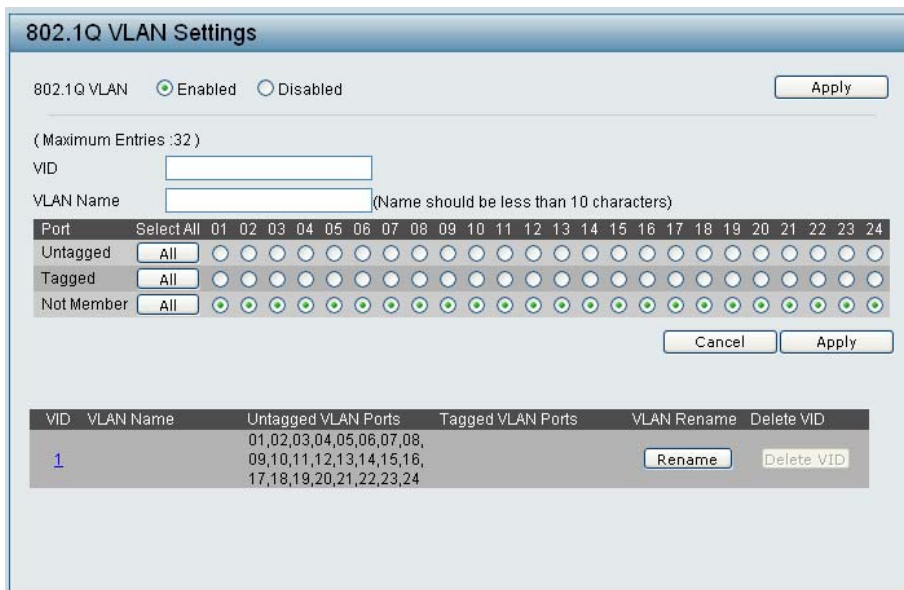 802.1Q VLAN Settings
802.1Q VLAN Enabled Disabled Apply
( Maximum Entries :32 )
VID
VLAN Name (Name should be less than 10 characters)
Port Select All 01 02 03 04 05 06 07 08 09 10 11 12 13 14 15 16 17 18 19 20 21 22 23 24
Untagged All
Tagged All
Not Member All
Cancel Apply
VID VLAN Name Untagged VLAN Ports Tagged VLAN Ports VLAN Rename Delete VID
01,02,03,04,05,06,07,08,
1 09,10,11,12,13,14,15,16, Rename Delete VID
17,18,19,20,21,22,23,24